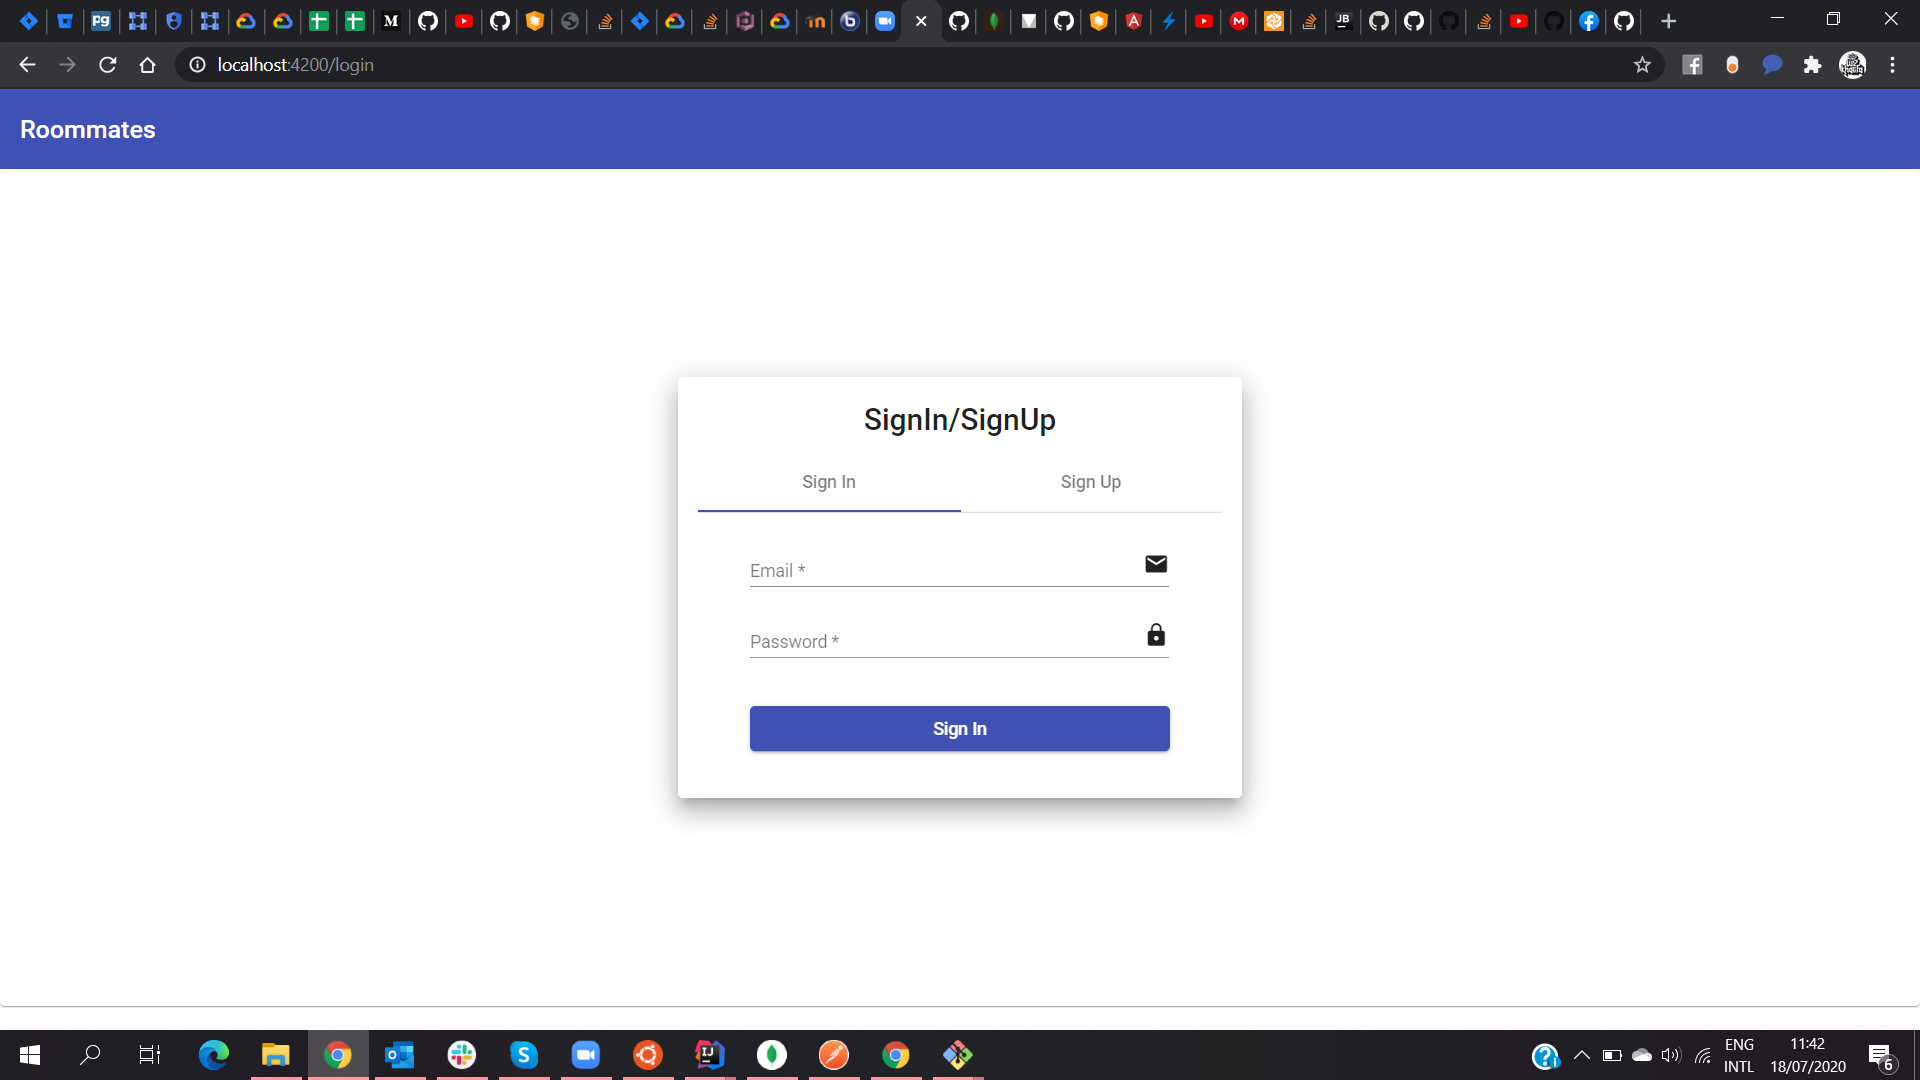 localhost:4200/login
Roommates
SignIn/SignUp
Sign In
Sign Up
Email *
Password *
Sign In
ENG
INTL
11:42
18/07/2020
6